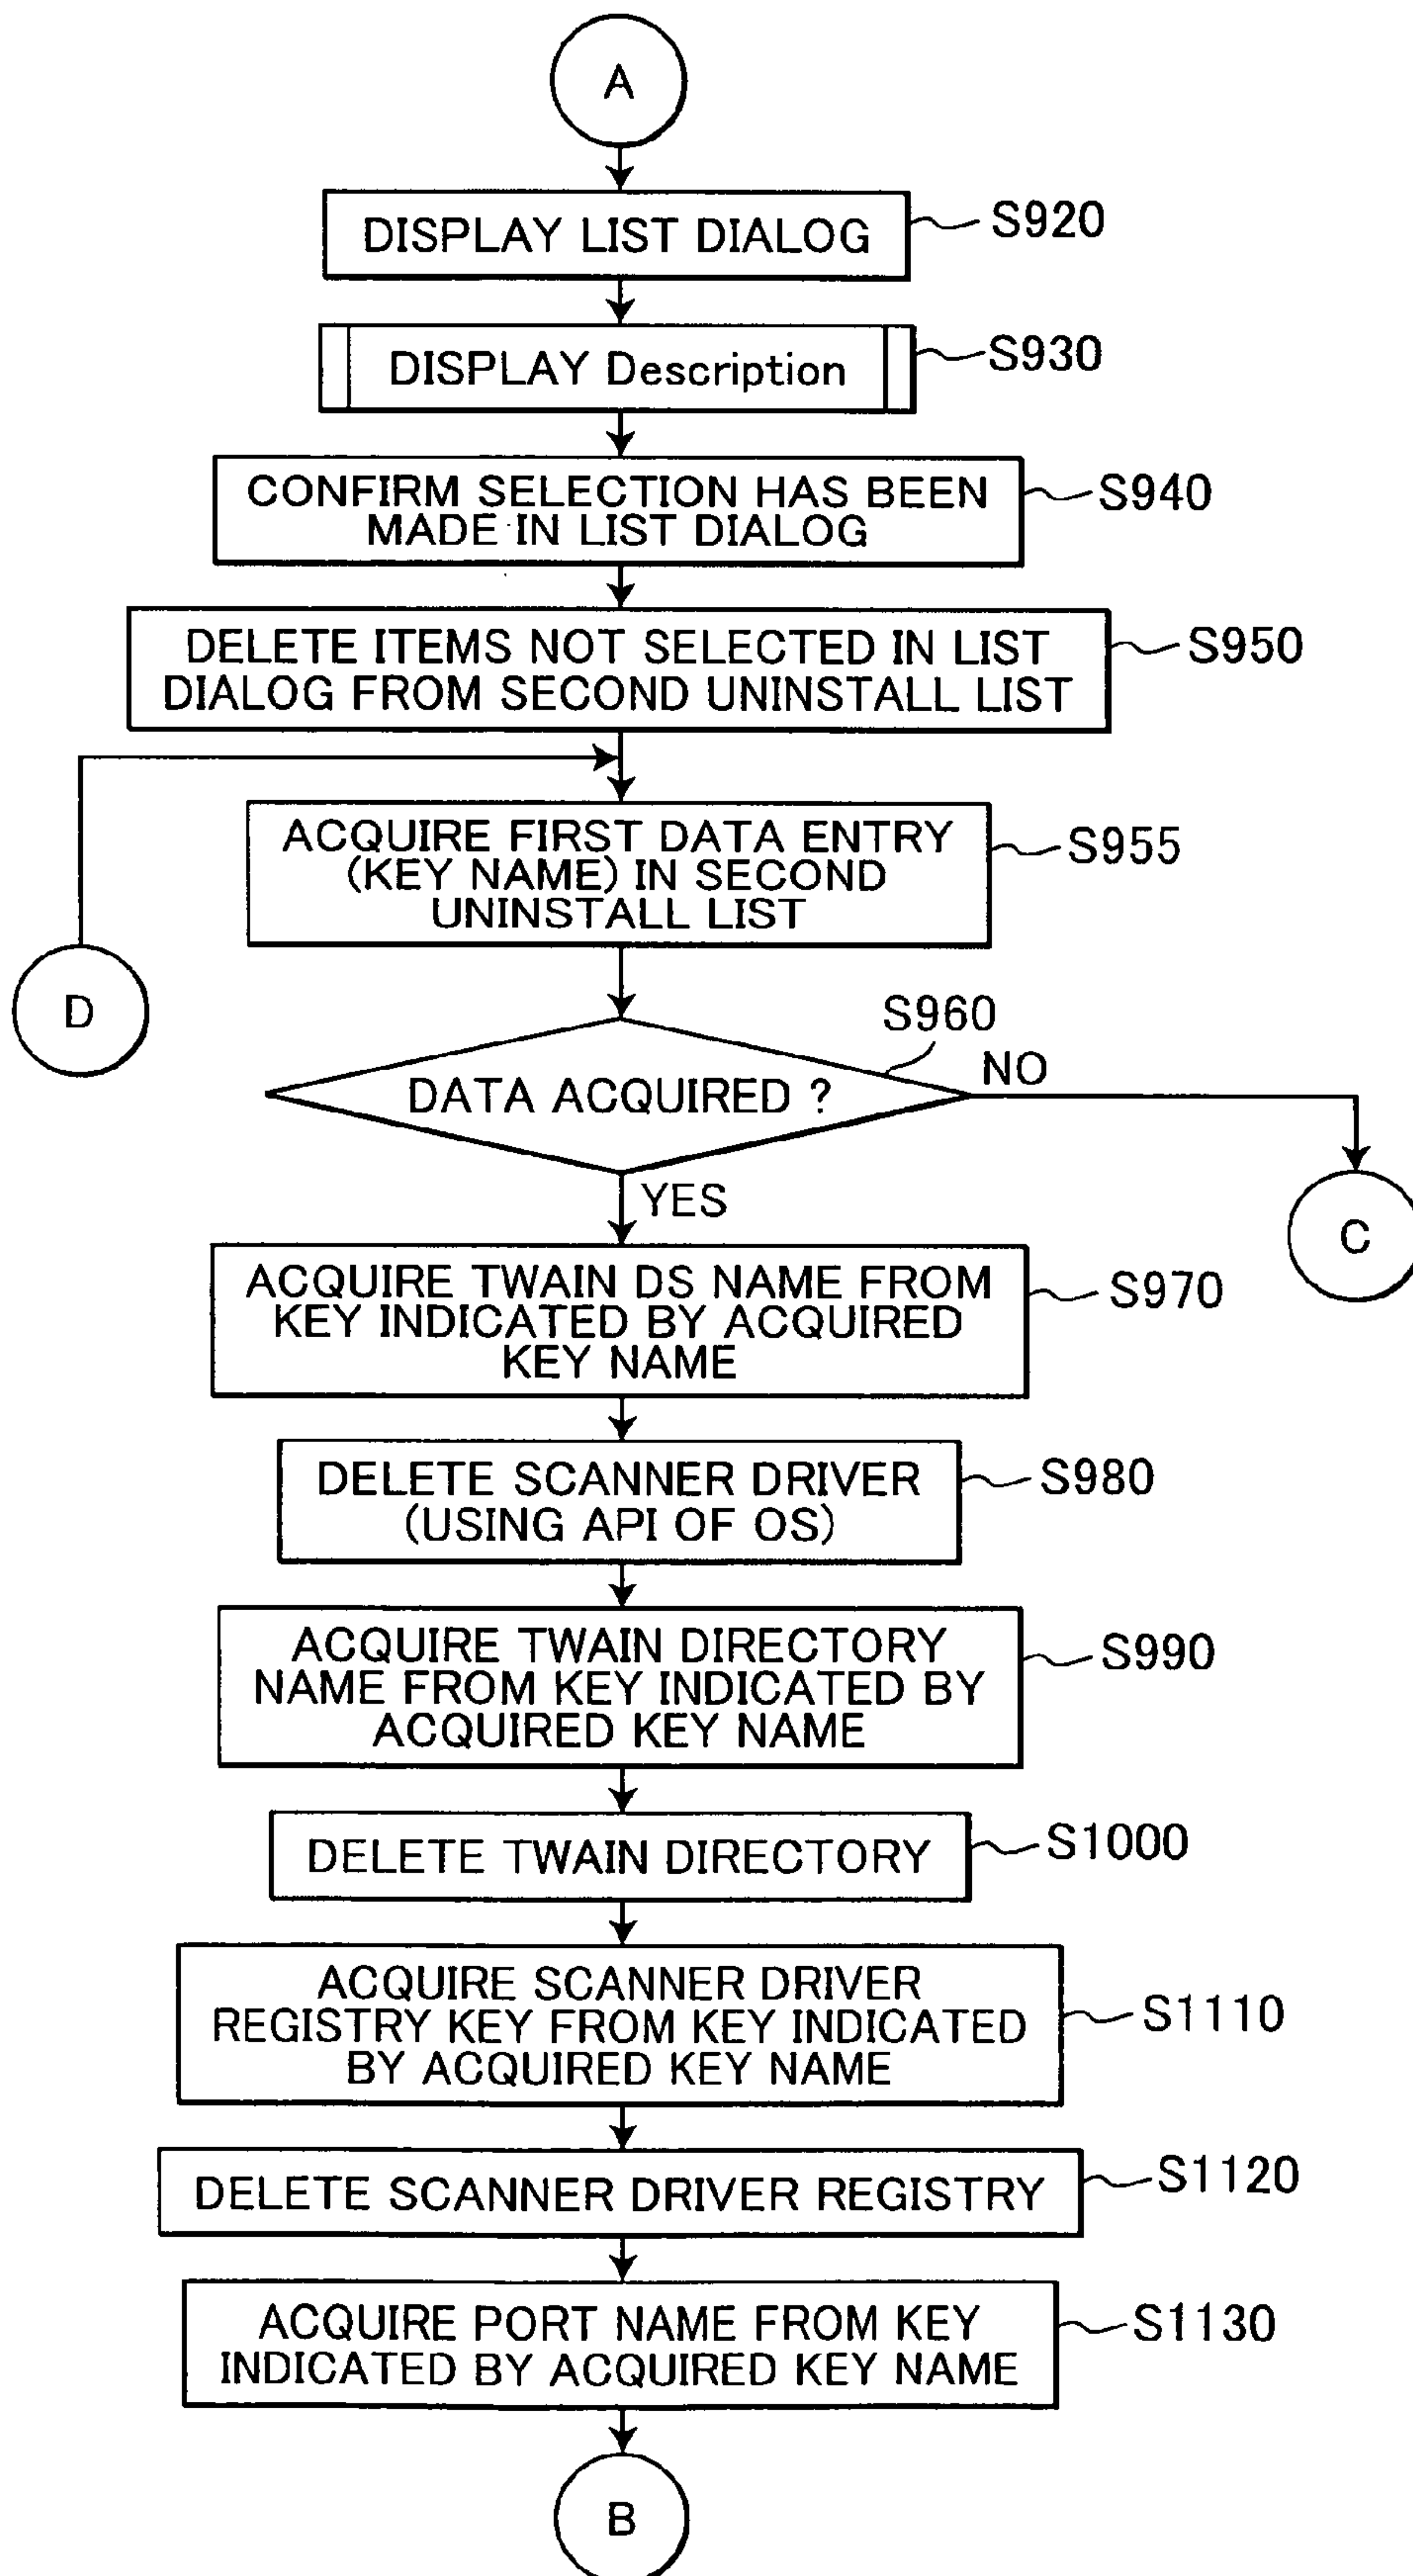 A
DISPLAY LIST DIALOG
S920
DISPLAY Description
S930
CONFIRM SELECTION HAS BEEN
MADE IN LIST DIALOG
S940
DELETE ITEMS NOT SELECTED IN LIST
DIALOG FROM SECOND UNINSTALL LIST
S950
ACQUIRE FIRST DATA ENTRY
(KEY NAME) IN SECOND
UNINSTALL LIST
S955
D
S960
DATA ACQUIRED ?
NO
YES
C
ACQUIRE TWAIN DS NAME FROM
KEY INDICATED BY ACQUIRED
KEY NAME
S970
DELETE SCANNER DRIVER
(USING API OF OS)
S980
ACQUIRE TWAIN DIRECTORY
NAME FROM KEY INDICATED BY
ACQUIRED KEY NAME
S990
DELETE TWAIN DIRECTORY
S1000
ACQUIRE SCANNER DRIVER
REGISTRY KEY FROM KEY INDICATED
BY ACQUIRED KEY NAME
S1110
DELETE SCANNER DRIVER REGISTRY
S1120
ACQUIRE PORT NAME FROM KEY
INDICATED BY ACQUIRED KEY NAME
S1130
B